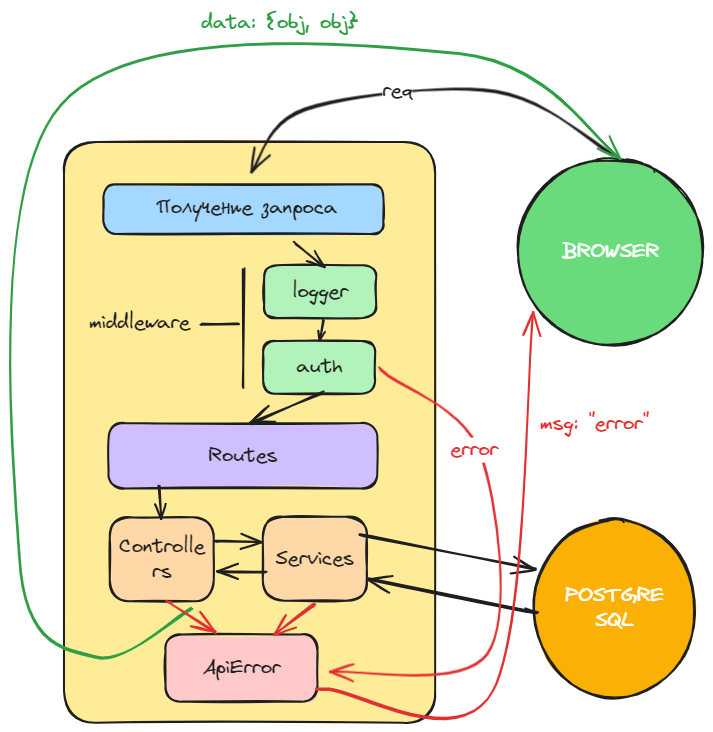 data: {obj, obj}
req
Получение запроса
BROWSER
logger
middleware
auth
msg: "error"
error
Routes
Controlle
rs
Services
POSTGRE
SQL
ApiError